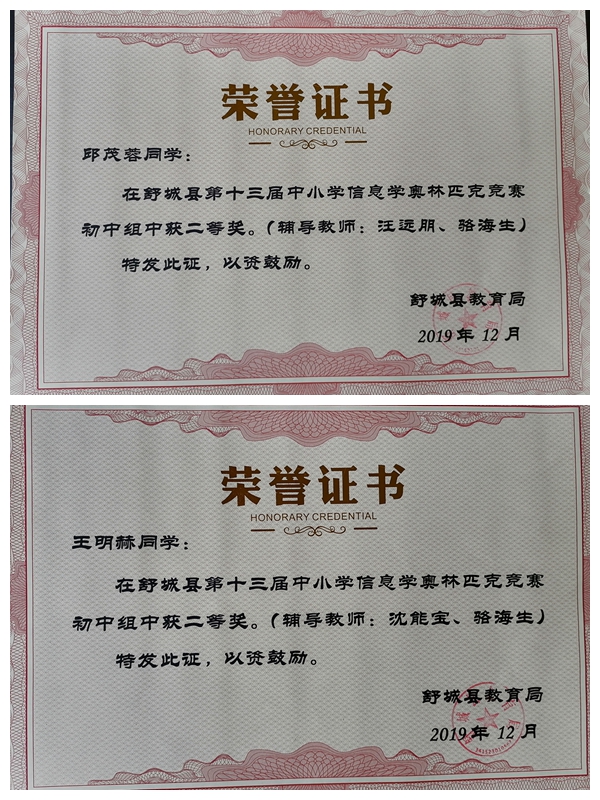 荣誉证书
HONORARY CREDENTIAL
邱茂蓉同学：
在舒城县第十三届中小学信息学奥林匹克竞赛
初中组中获二等奖。（辅导教师：汪远朋、骆海生）
特发此证，以资鼓励。
舒城县教育局
2019年12月
荣誉证书
HONORARY CREDENTIAL
王明赫同学：
在舒城县第十三届中小学信息学奥林匹克竞赛
初中组中获二等奖。（辅导教师：沈能宝、骆海生）
特发此证，以资鼓励。
舒城县教育局
2019年12月